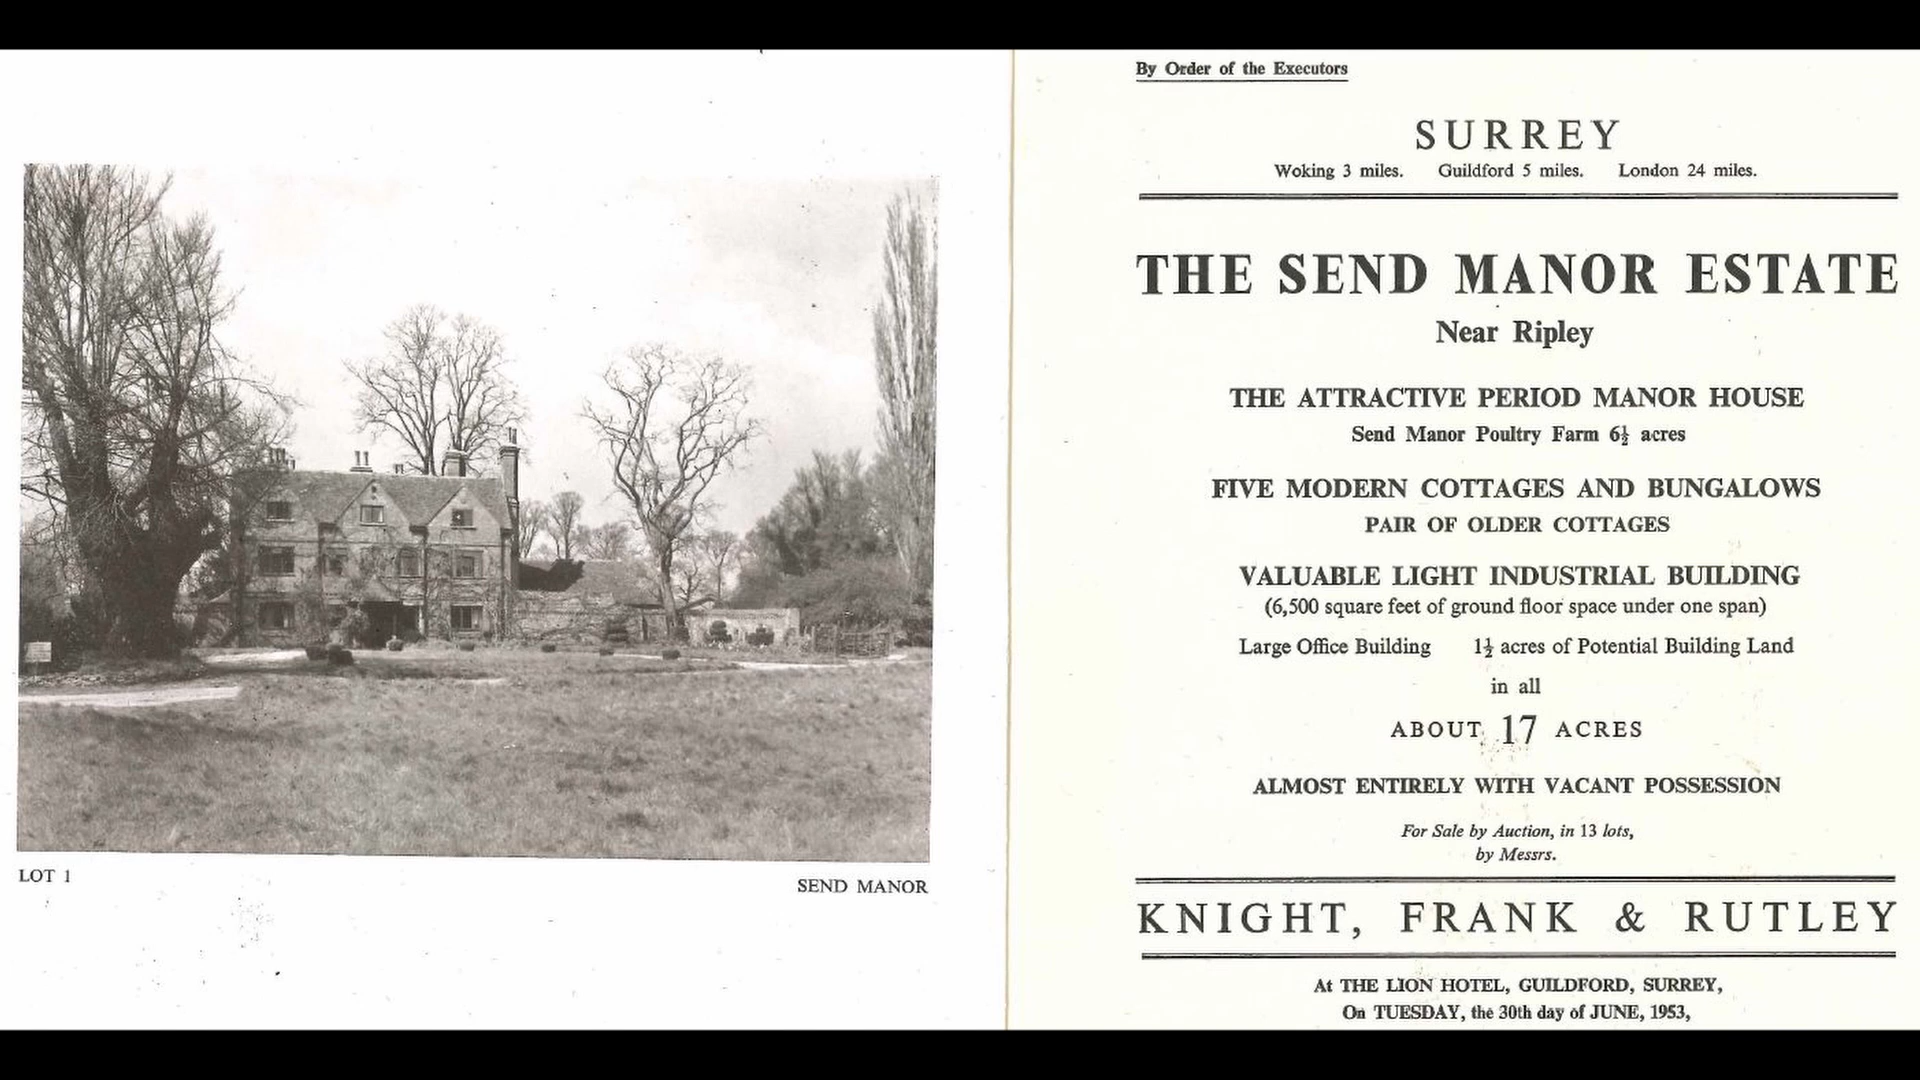 LOT 1
SEND MANOR
By Order of the Executors
SURREY
Woking 3 miles. Guildford 5 miles. London 24 miles.
THE SEND MANOR ESTATE
Near Ripley
THE ATTRACTIVE PERIOD MANOR HOUSE
Send Manor Poultry Farm 6½ acres
FIVE MODERN COTTAGES AND BUNGALOWS
PAIR OF OLDER COTTAGES
VALUABLE LIGHT INDUSTRIAL BUILDING
(6,500 square feet of ground floor space under one span)
Large Office Building 1½ acres of Potential Building Land
in all
ABOUT 17 ACRES
ALMOST ENTIRELY WITH VACANT POSSESSION
For Sale by Auction, in 13 lots,
by Messrs.
KNIGHT, FRANK & RUTLEY
At THE LION HOTEL, GUILDFORD, SURREY,
On TUESDAY, the 30th day of JUNE, 1953,